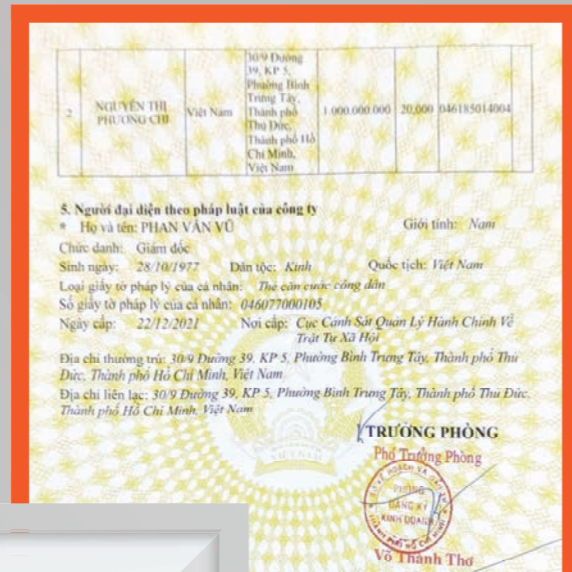 30/9 Đường
39, KP 5,
Phường Bình
Trưng Tây,
2 NGUYỄN THỊ PHƯƠNG CHI Việt Nam Thành phố 1.000.000.000 20,000 046185014004
Thủ Đức,
Thành phố Hồ
Chí Minh,
Việt Nam
5. Người đại diện theo pháp luật của công ty
* Họ và tên: PHAN VĂN VŨ Giới tính: Nam
Chức danh: Giám đốc
Sinh ngày: 28/10/1977 Dân tộc: Kinh Quốc tịch: Việt Nam
Loại giấy tờ pháp lý của cá nhân: Thẻ căn cước công dân
Số giấy tờ pháp lý của cá nhân: 046077000105
Ngày cấp: 22/12/2021 Nơi cấp: Cục Cảnh Sát Quản Lý Hành Chính Về
Trật Tự Xã Hội
Địa chỉ thường trú: 30/9 Đường 39, KP 5, Phường Bình Trưng Tây, Thành phố Thủ
Đức, Thành phố Hồ Chí Minh, Việt Nam
Địa chỉ liên lạc: 30/9 Đường 39, KP 5, Phường Bình Trưng Tây, Thành phố Thủ Đức,
Thành phố Hồ Chí Minh, Việt Nam
TRƯỞNG PHÒNG
Phó Trưởng Phòng
PHÒNG
ĐĂNG KÝ
KINH DOANH
Võ Thành Thơ